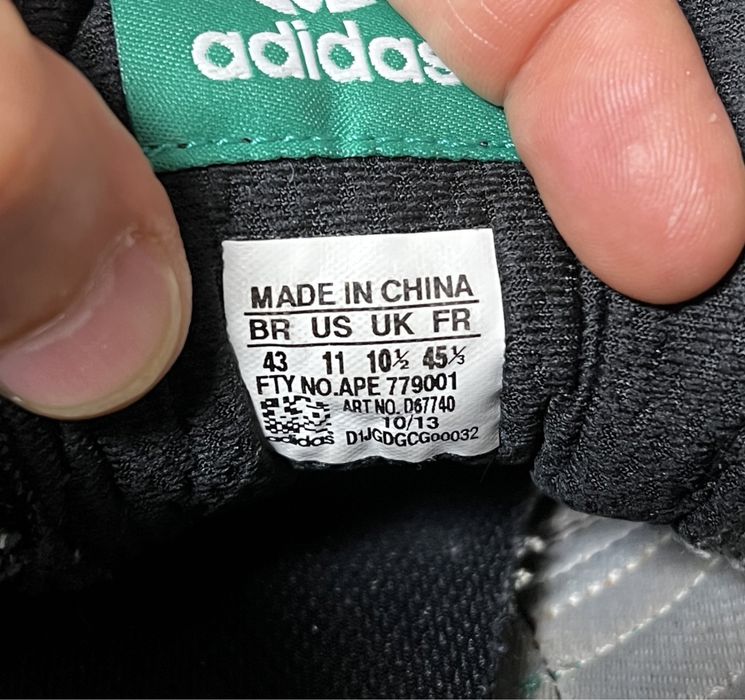 adidas
MADE IN CHINA
BR US UK FR
43 11 10½ 45⅓
FTY NO.APE 779001
ART NO. D67740
10/13
adidas D1JGDGCG00032